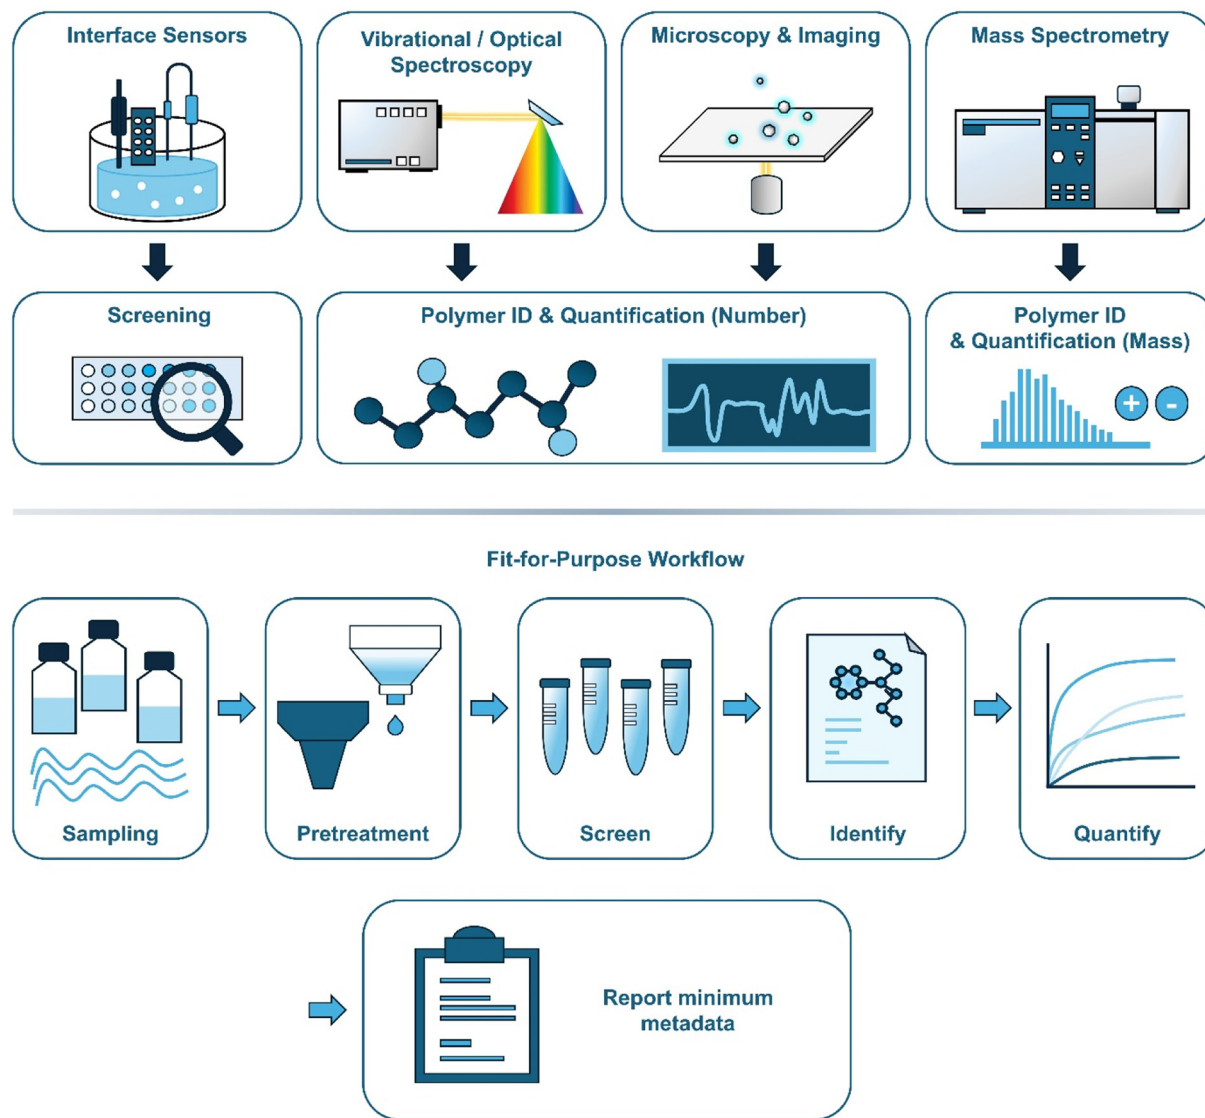 Interface Sensors
Vibrational / Optical
Spectroscopy
Microscopy & Imaging
Mass Spectrometry
Screening
Polymer ID & Quantification (Number)
Polymer ID
& Quantification (Mass)
+ -
Fit-for-Purpose Workflow
Sampling
Pretreatment
Screen
Identify
Quantify
Report minimum
metadata